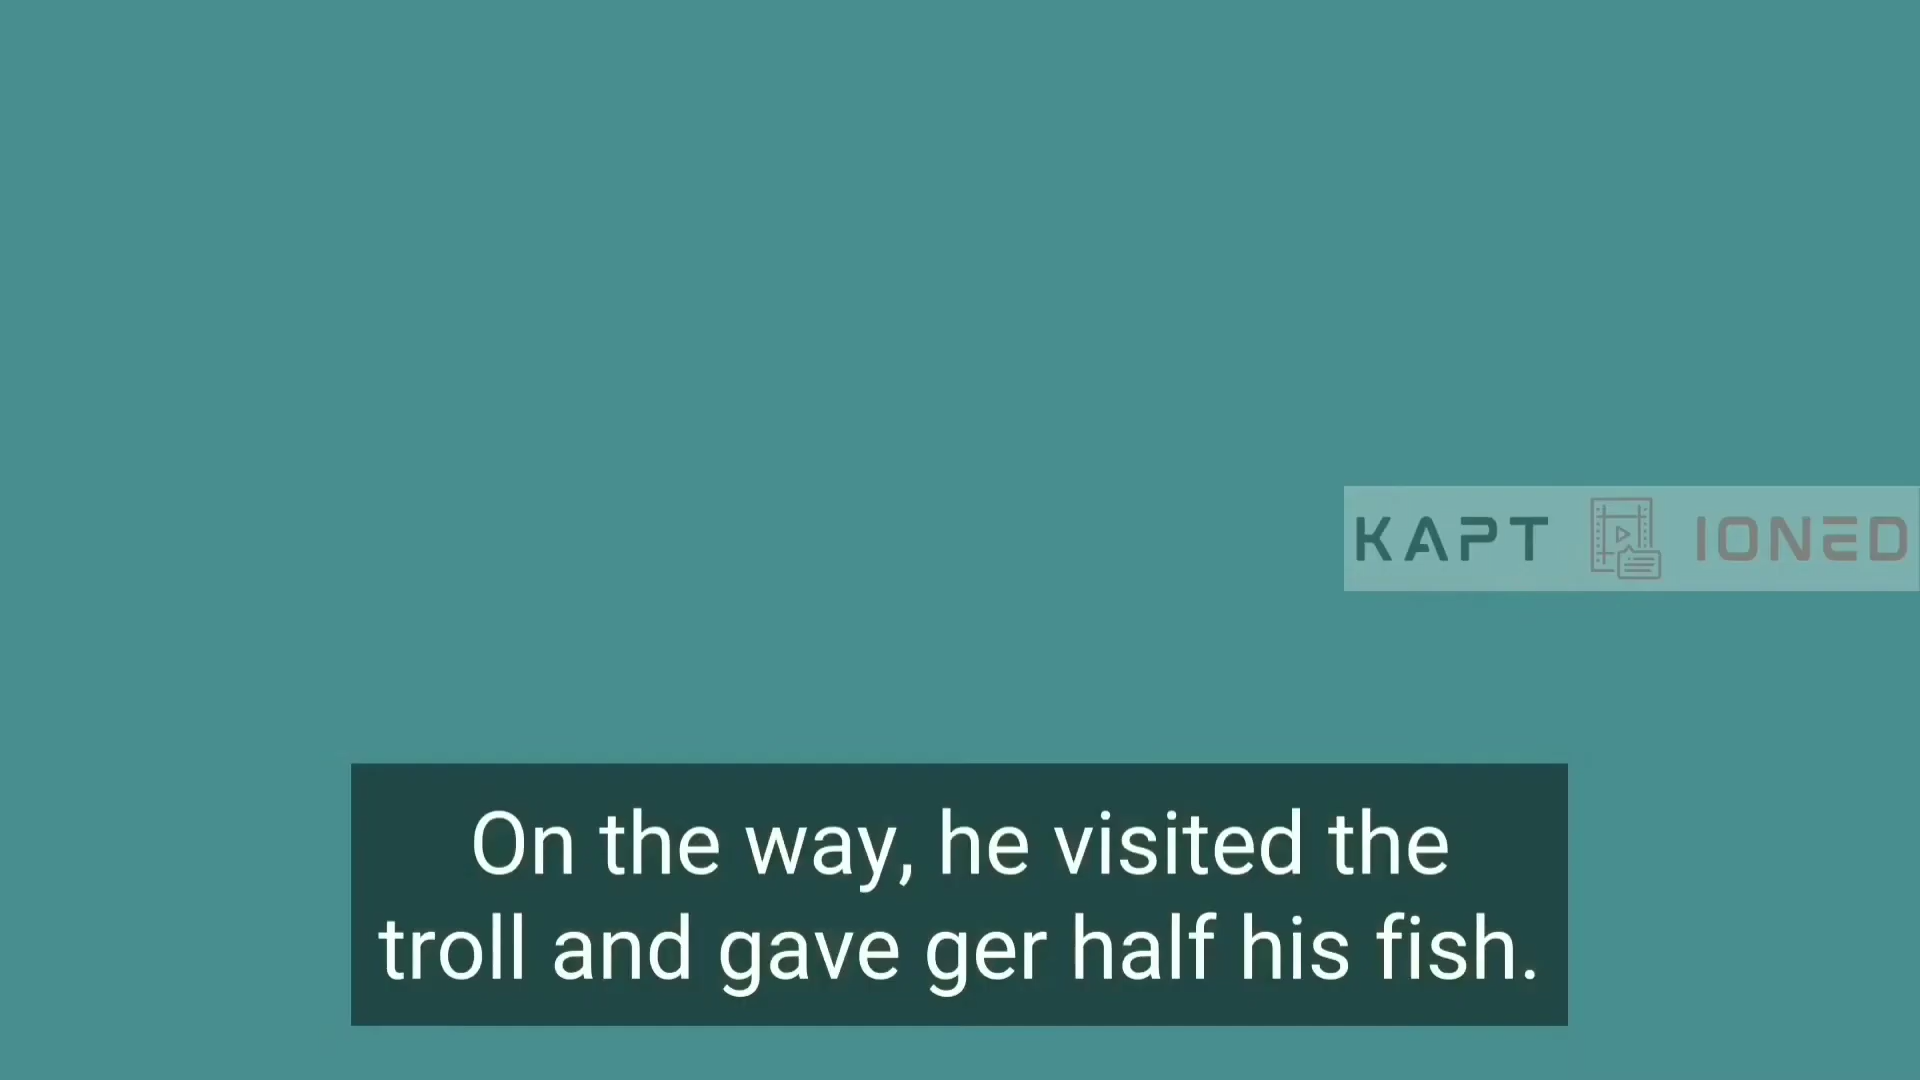 KAPT IONED
On the way, he visited the
troll and gave ger half his fish.